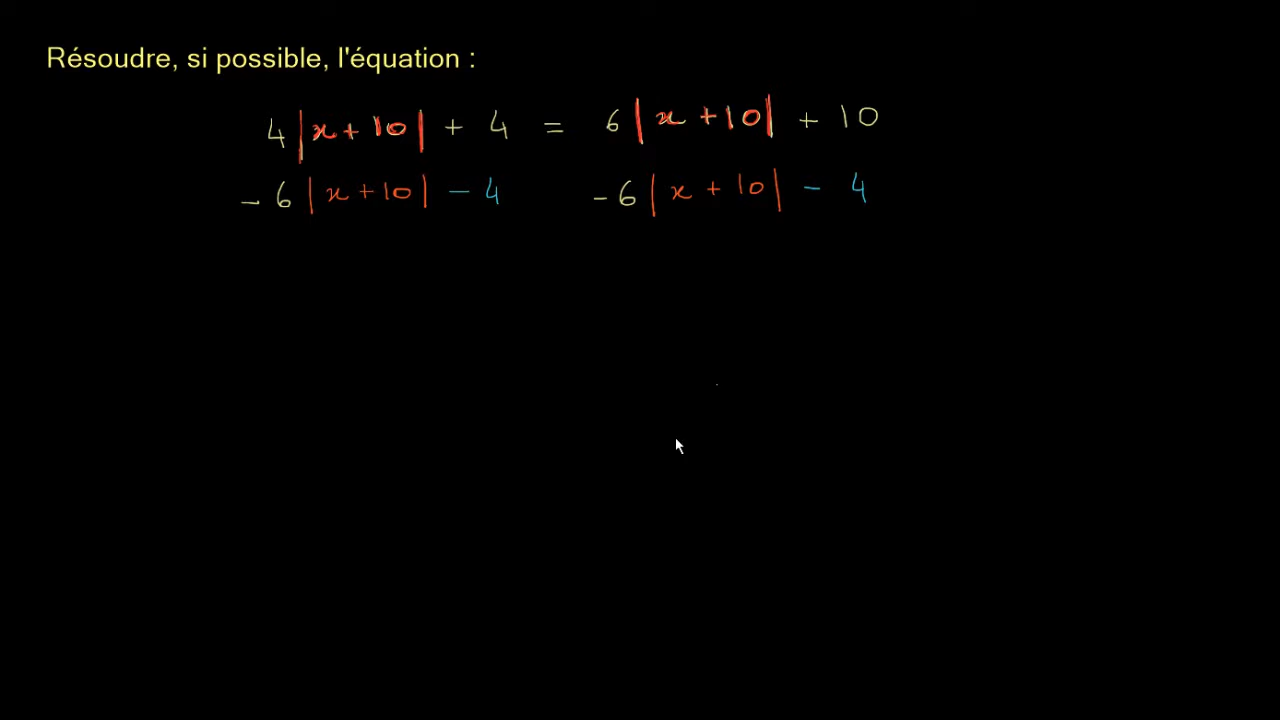 Résoudre, si possible, l'équation :
4|x+10| + 4 = 6|x+10| + 10
-6|x+10| - 4 -6|x+10| - 4